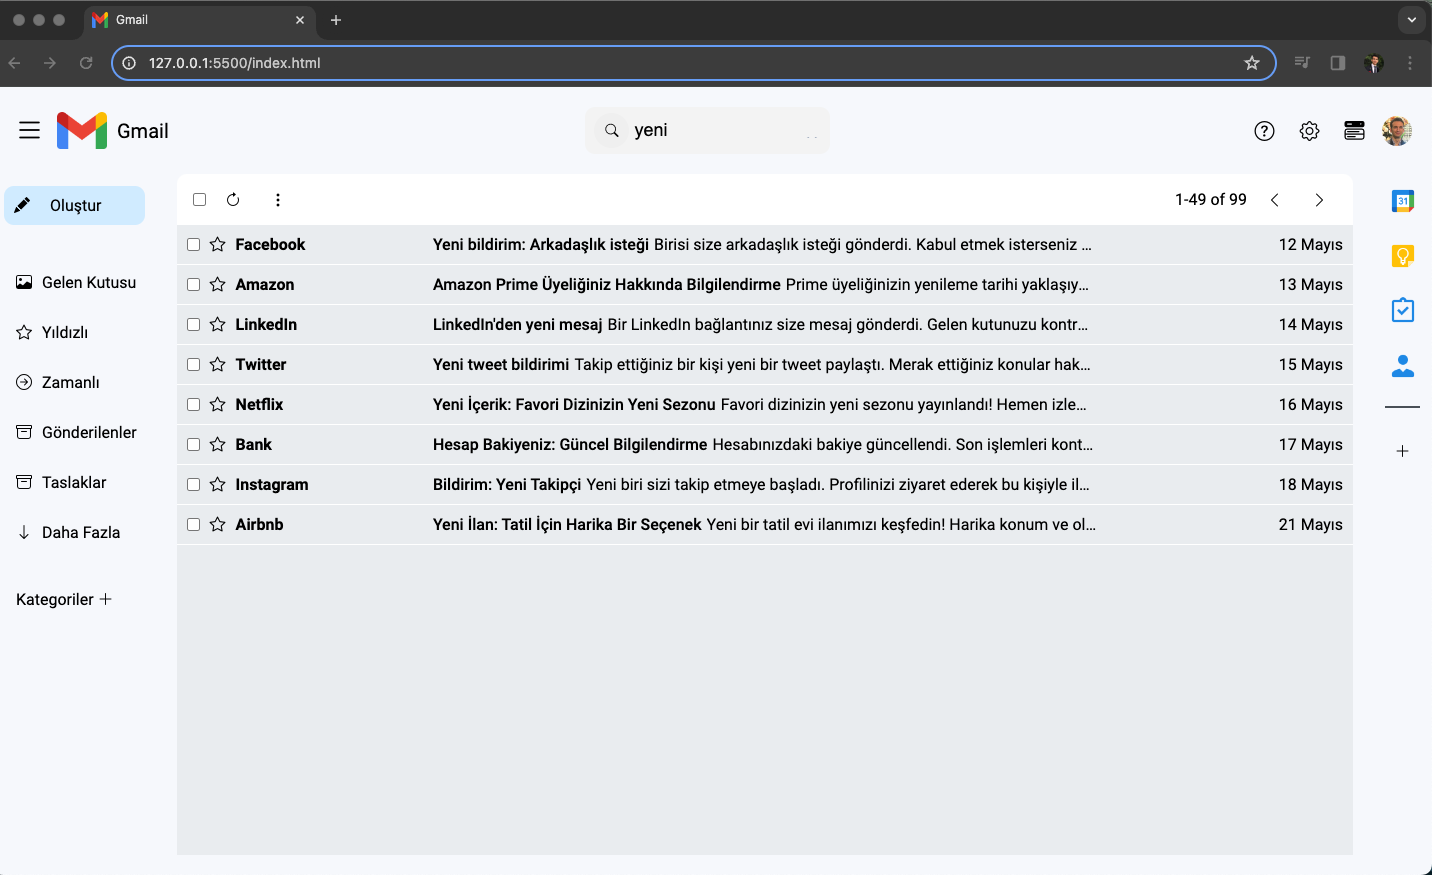 Gmail
127.0.0.1:5500/index.html
Gmail
yeni
Oluştur
1-49 of 99
31
Facebook Yeni bildirim: Arkadaşlık isteği Birisi size arkadaşlık isteği gönderdi. Kabul etmek isterseniz ... 12 Mayıs
Amazon Amazon Prime Üyeliğiniz Hakkında Bilgilendirme Prime üyeliğinizin yenileme tarihi yaklaşıy... 13 Mayıs
Gelen Kutusu
LinkedIn LinkedIn'den yeni mesaj Bir LinkedIn bağlantınız size mesaj gönderdi. Gelen kutunuzu kontr... 14 Mayıs
Yıldızlı
Twitter Yeni tweet bildirimi Takip ettiğiniz bir kişi yeni bir tweet paylaştı. Merak ettiğiniz konular hak... 15 Mayıs
Zamanlı
Netflix Yeni İçerik: Favori Dizinizin Yeni Sezonu Favori dizinizin yeni sezonu yayınlandı! Hemen izle... 16 Mayıs
Gönderilenler
Bank Hesap Bakiyeniz: Güncel Bilgilendirme Hesabınızdaki bakiye güncellendi. Son işlemleri kont... 17 Mayıs
Taslaklar
Instagram Bildirim: Yeni Takipçi Yeni biri sizi takip etmeye başladı. Profilinizi ziyaret ederek bu kişiyle il... 18 Mayıs
Airbnb Yeni İlan: Tatil İçin Harika Bir Seçenek Yeni bir tatil evi ilanımızı keşfedin! Harika konum ve ol... 21 Mayıs
Daha Fazla
Kategoriler +